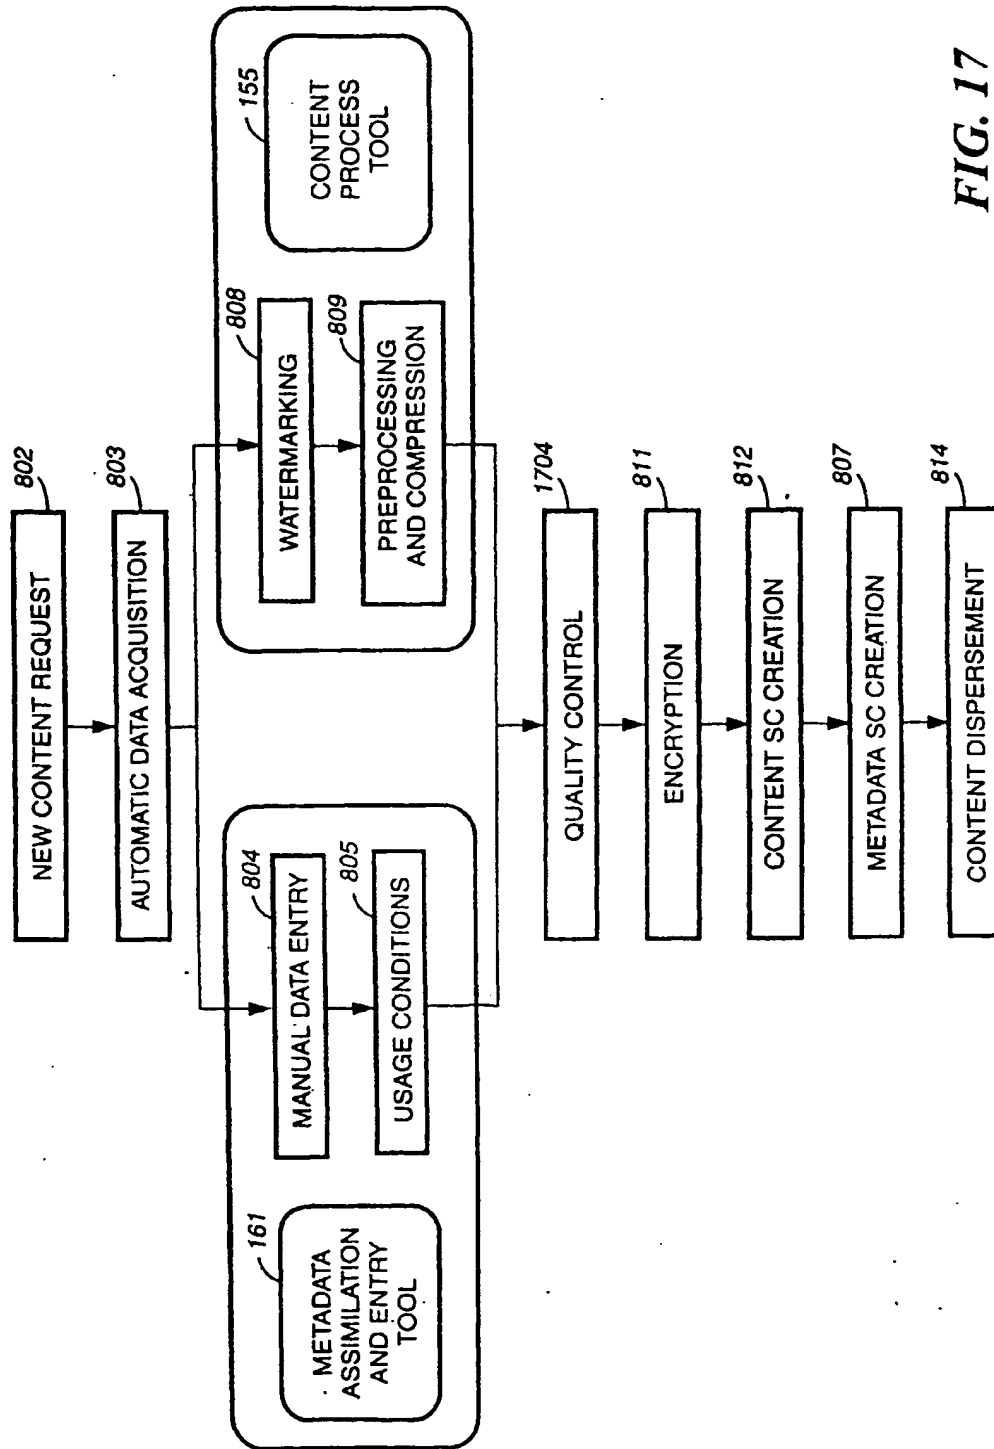 802
NEW CONTENT REQUEST
803
AUTOMATIC DATA ACQUISITION
161
METADATA
ASSIMILATION
AND ENTRY
TOOL
804
MANUAL DATA ENTRY
805
USAGE CONDITIONS
808
WATERMARKING
809
PREPROCESSING
AND COMPRESSION
155
CONTENT
PROCESS
TOOL
1704
QUALITY CONTROL
811
ENCRYPTION
812
CONTENT SC CREATION
807
METADATA SC CREATION
814
CONTENT DISPERSEMENT
FIG. 17